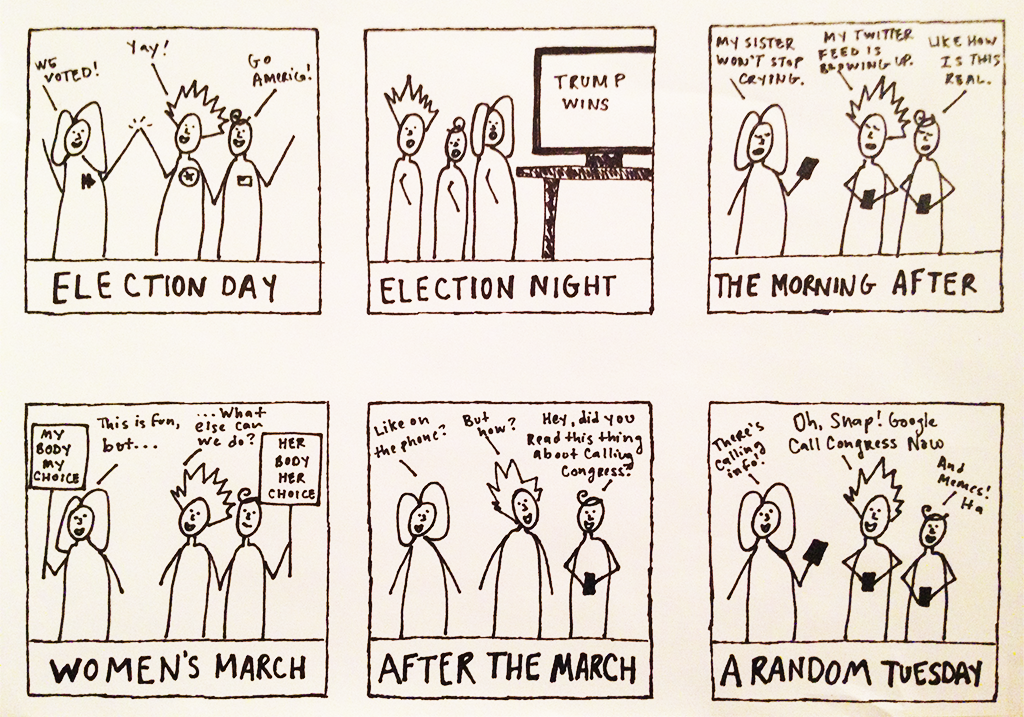 WE
VOTED!
Yay!
GO
AMERICA!
ELECTION DAY
TRUMP
WINS
ELECTION NIGHT
MY SISTER
WON'T STOP
CRYING.
MY TWITTER
FEED IS
BLOWING UP.
LIKE HOW
IS THIS
REAL.
THE MORNING AFTER
MY
BODY
MY
CHOICE
This is fun,
but...
...What
else can
we do?
HER
BODY
HER
CHOICE
WOMEN'S MARCH
Like on
the phone?
But
how?
Hey, did you
Read this thing
about calling
Congress?
AFTER THE MARCH
There's
Calling
info!
Oh, Snap! Google
Call Congress Now
And
Memes!
Ha
A RANDOM TUESDAY